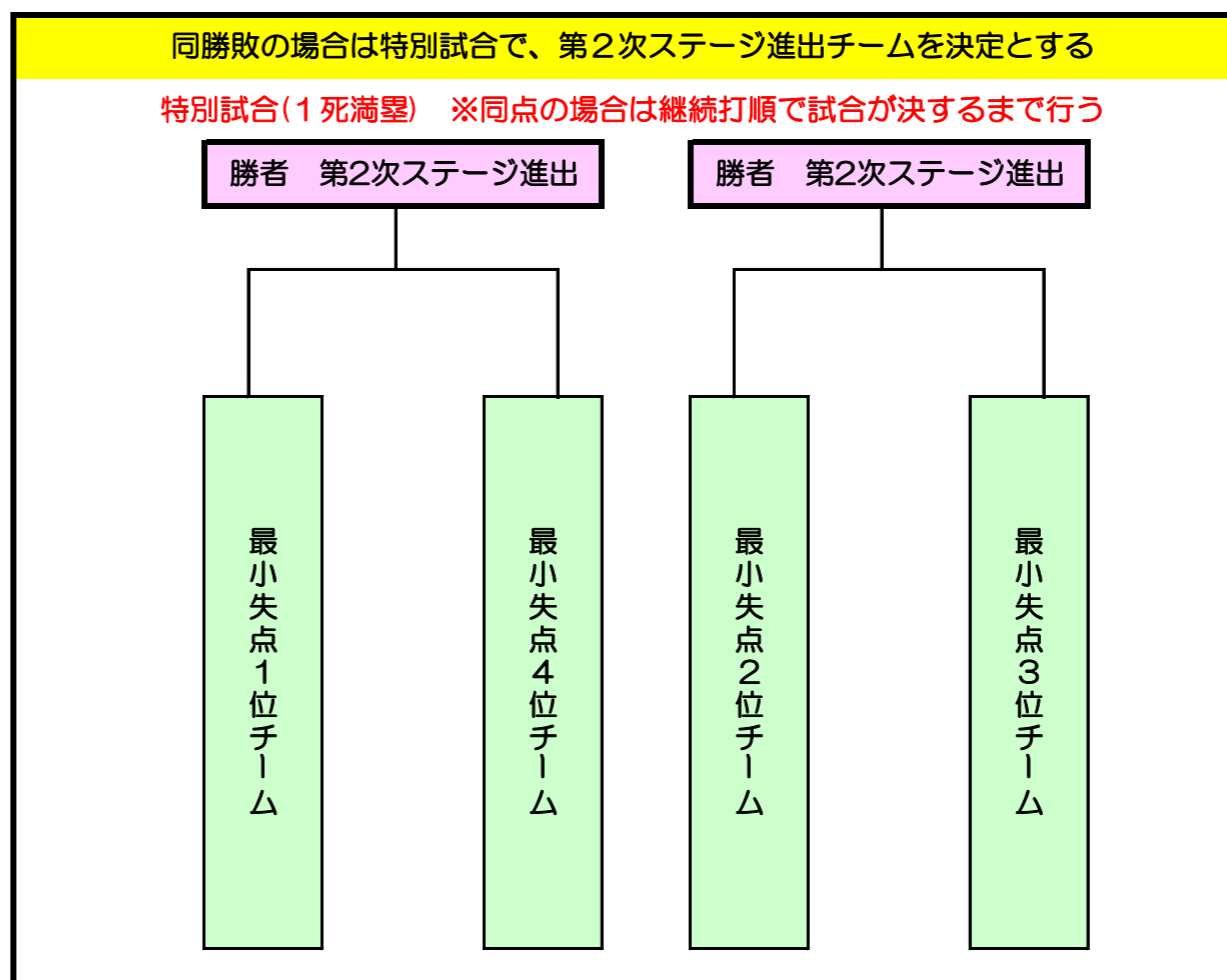 同勝敗の場合は特別試合で、第２次ステージ進出チームを決定とする
特別試合(１死満塁)　※同点の場合は継続打順で試合が決するまで行う
勝者　第2次ステージ進出
勝者　第2次ステージ進出
最小失点１位チーム
最小失点４位チーム
最小失点２位チーム
最小失点３位チーム